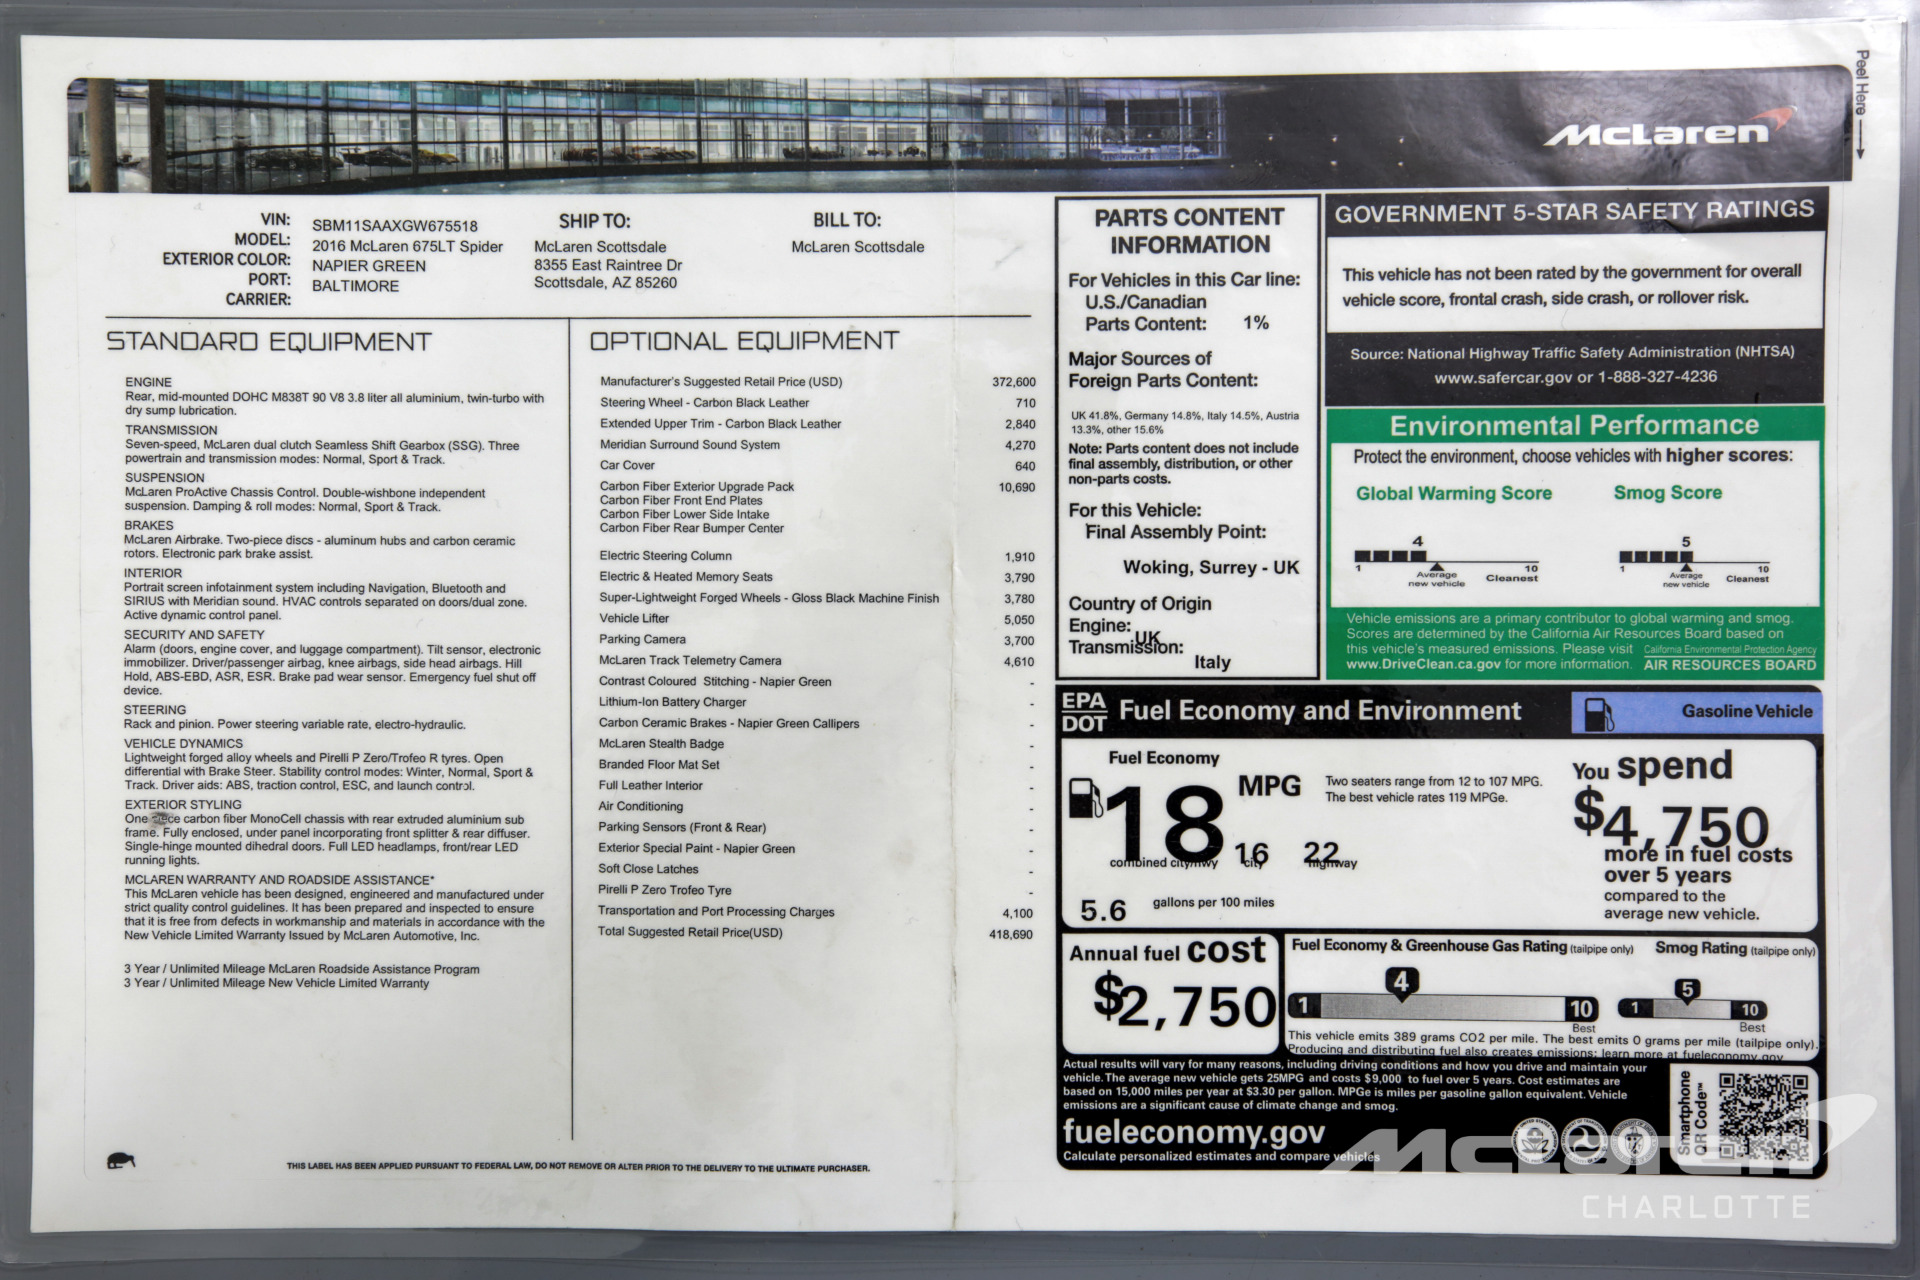 Peel Here
McLaren
VIN: SBM11SAAXGW675518
MODEL: 2016 McLaren 675LT Spider
EXTERIOR COLOR: NAPIER GREEN
PORT: BALTIMORE
CARRIER:
SHIP TO:
McLaren Scottsdale
8355 East Raintree Dr
Scottsdale, AZ 85260
BILL TO:
McLaren Scottsdale
STANDARD EQUIPMENT
ENGINE
Rear, mid-mounted DOHC M838T 90 V8 3.8 liter all aluminium, twin-turbo with
dry sump lubrication.
TRANSMISSION
Seven-speed, McLaren dual clutch Seamless Shift Gearbox (SSG). Three
powertrain and transmission modes: Normal, Sport & Track.
SUSPENSION
McLaren ProActive Chassis Control. Double-wishbone independent
suspension. Damping & roll modes: Normal, Sport & Track.
BRAKES
McLaren Airbrake. Two-piece discs - aluminum hubs and carbon ceramic
rotors. Electronic park brake assist.
INTERIOR
Portrait screen infotainment system including Navigation, Bluetooth and
SIRIUS with Meridian sound. HVAC controls separated on doors/dual zone.
Active dynamic control panel.
SECURITY AND SAFETY
Alarm (doors, engine cover, and luggage compartment). Tilt sensor, electronic
immobilizer. Driver/passenger airbag, knee airbags, side head airbags. Hill
Hold, ABS-EBD, ASR, ESR. Brake pad wear sensor. Emergency fuel shut off
device.
STEERING
Rack and pinion. Power steering variable rate, electro-hydraulic.
VEHICLE DYNAMICS
Lightweight forged alloy wheels and Pirelli P Zero/Trofeo R tyres. Open
differential with Brake Steer. Stability control modes: Winter, Normal, Sport &
Track. Driver aids: ABS, traction control, ESC, and launch control.
EXTERIOR STYLING
One piece carbon fiber MonoCell chassis with rear extruded aluminium sub
frame. Fully enclosed, under panel incorporating front splitter & rear diffuser.
Single-hinge mounted dihedral doors. Full LED headlamps, front/rear LED
running lights.
MCLAREN WARRANTY AND ROADSIDE ASSISTANCE*
This McLaren vehicle has been designed, engineered and manufactured under
strict quality control guidelines. It has been prepared and inspected to ensure
that it is free from defects in workmanship and materials in accordance with the
New Vehicle Limited Warranty Issued by McLaren Automotive, Inc.
3 Year / Unlimited Mileage McLaren Roadside Assistance Program
3 Year / Unlimited Mileage New Vehicle Limited Warranty
OPTIONAL EQUIPMENT
Manufacturer's Suggested Retail Price (USD) 372,600
Steering Wheel - Carbon Black Leather 710
Extended Upper Trim - Carbon Black Leather 2,840
Meridian Surround Sound System 4,270
Car Cover 640
Carbon Fiber Exterior Upgrade Pack 10,690
Carbon Fiber Front End Plates
Carbon Fiber Lower Side Intake
Carbon Fiber Rear Bumper Center
Electric Steering Column 1,910
Electric & Heated Memory Seats 3,790
Super-Lightweight Forged Wheels - Gloss Black Machine Finish 3,780
Vehicle Lifter 5,050
Parking Camera 3,700
McLaren Track Telemetry Camera 4,610
Contrast Coloured Stitching - Napier Green -
Lithium-Ion Battery Charger -
Carbon Ceramic Brakes - Napier Green Callipers -
McLaren Stealth Badge -
Branded Floor Mat Set -
Full Leather Interior -
Air Conditioning -
Parking Sensors (Front & Rear) -
Exterior Special Paint - Napier Green -
Soft Close Latches -
Pirelli P Zero Trofeo Tyre -
Transportation and Port Processing Charges 4,100
Total Suggested Retail Price(USD) 418,690
THIS LABEL HAS BEEN APPLIED PURSUANT TO FEDERAL LAW, DO NOT REMOVE OR ALTER PRIOR TO THE DELIVERY TO THE ULTIMATE PURCHASER.
PARTS CONTENT
INFORMATION
For Vehicles in this Car line:
U.S./Canadian
Parts Content: 1%
Major Sources of
Foreign Parts Content:
UK 41.8%, Germany 14.8%, Italy 14.5%, Austria
13.3%, other 15.6%
Note: Parts content does not include
final assembly, distribution, or other
non-parts costs.
For this Vehicle:
Final Assembly Point:
Woking, Surrey - UK
Country of Origin
Engine: UK
Transmission: Italy
GOVERNMENT 5-STAR SAFETY RATINGS
This vehicle has not been rated by the government for overall
vehicle score, frontal crash, side crash, or rollover risk.
Source: National Highway Traffic Safety Administration (NHTSA)
www.safercar.gov or 1-888-327-4236
Environmental Performance
Protect the environment, choose vehicles with higher scores:
Global Warming Score
4
1 Average new vehicle 10 Cleanest
Smog Score
5
1 Average new vehicle 10 Cleanest
Vehicle emissions are a primary contributor to global warming and smog.
Scores are determined by the California Air Resources Board based on
this vehicle's measured emissions. Please visit
www.DriveClean.ca.gov for more information.
California Environmental Protection Agency
AIR RESOURCES BOARD
EPA
DOT
Fuel Economy and Environment
Gasoline Vehicle
Fuel Economy
18 MPG
combined city/hwy
16 city
22 highway
Two seaters range from 12 to 107 MPG.
The best vehicle rates 119 MPGe.
5.6 gallons per 100 miles
You spend
$4,750
more in fuel costs
over 5 years
compared to the
average new vehicle.
Annual fuel cost
$2,750
Fuel Economy & Greenhouse Gas Rating (tailpipe only)
4
1 10
Best
Smog Rating (tailpipe only)
5
1 10
Best
This vehicle emits 389 grams CO2 per mile. The best emits 0 grams per mile (tailpipe only).
Producing and distributing fuel also creates emissions; learn more at fueleconomy.gov
Actual results will vary for many reasons, including driving conditions and how you drive and maintain your
vehicle. The average new vehicle gets 25MPG and costs $9,000 to fuel over 5 years. Cost estimates are
based on 15,000 miles per year at $3.30 per gallon. MPGe is miles per gasoline gallon equivalent. Vehicle
emissions are a significant cause of climate change and smog.
fueleconomy.gov
Calculate personalized estimates and compare vehicles
Smartphone
QR Code™
McLaren
CHARLOTTE